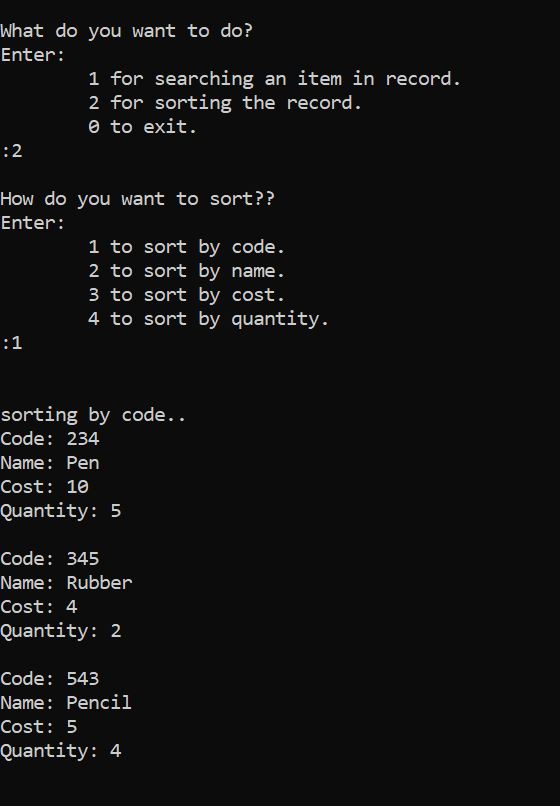 What do you want to do?
Enter:
1 for searching an item in record.
2 for sorting the record.
0 to exit.
:2
How do you want to sort??
Enter:
1 to sort by code.
2 to sort by name.
3 to sort by cost.
4 to sort by quantity.
:1
sorting by code..
Code: 234
Name: Pen
Cost: 10
Quantity: 5
Code: 345
Name: Rubber
Cost: 4
Quantity: 2
Code: 543
Name: Pencil
Cost: 5
Quantity: 4